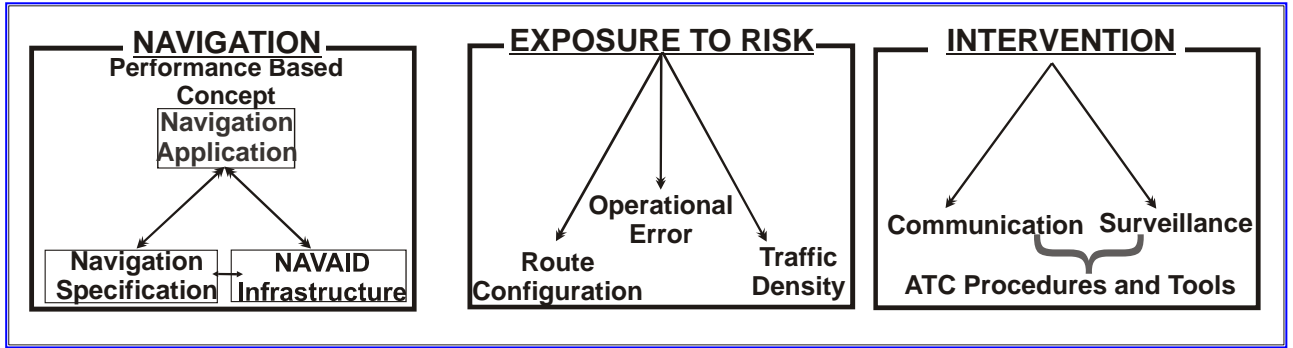 NAVIGATION
Performance Based
Concept
Navigation
Application
Navigation
Specification
NAVAID
Infrastructure
EXPOSURE TO RISK
Operational
Error
Route
Configuration
Traffic
Density
INTERVENTION
Communication
Surveillance
ATC Procedures and Tools